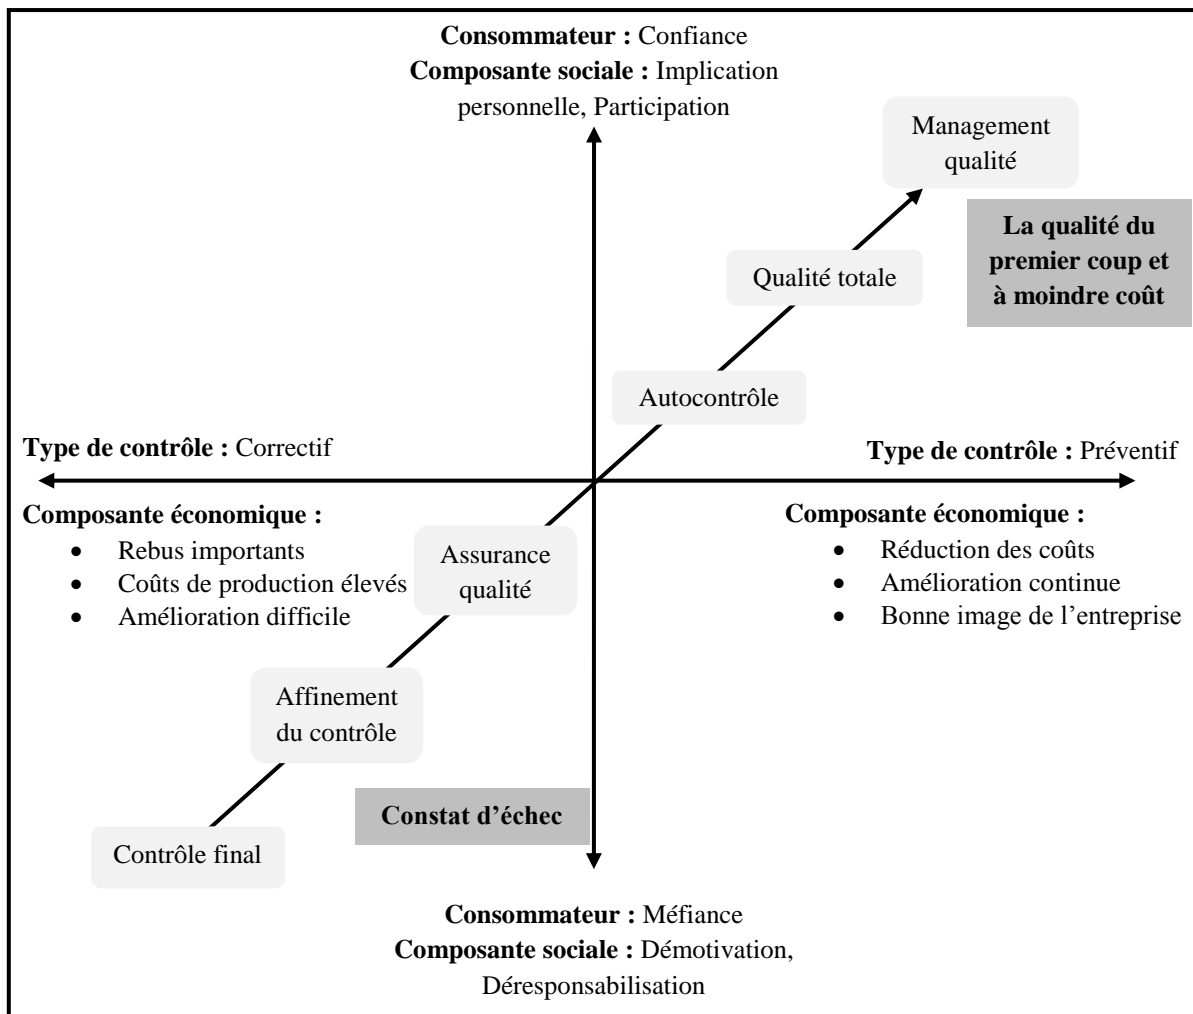 Consommateur : Confiance
Composante sociale : Implication
personnelle, Participation
Management
qualité
La qualité du
premier coup et
à moindre coût
Qualité totale
Autocontrôle
Type de contrôle : Correctif
Type de contrôle : Préventif
Composante économique :
• Rebus importants
• Coûts de production élevés
• Amélioration difficile
Composante économique :
• Réduction des coûts
• Amélioration continue
• Bonne image de l’entreprise
Assurance
qualité
Affinement
du contrôle
Constat d’échec
Contrôle final
Consommateur : Méfiance
Composante sociale : Démotivation,
Déresponsabilisation